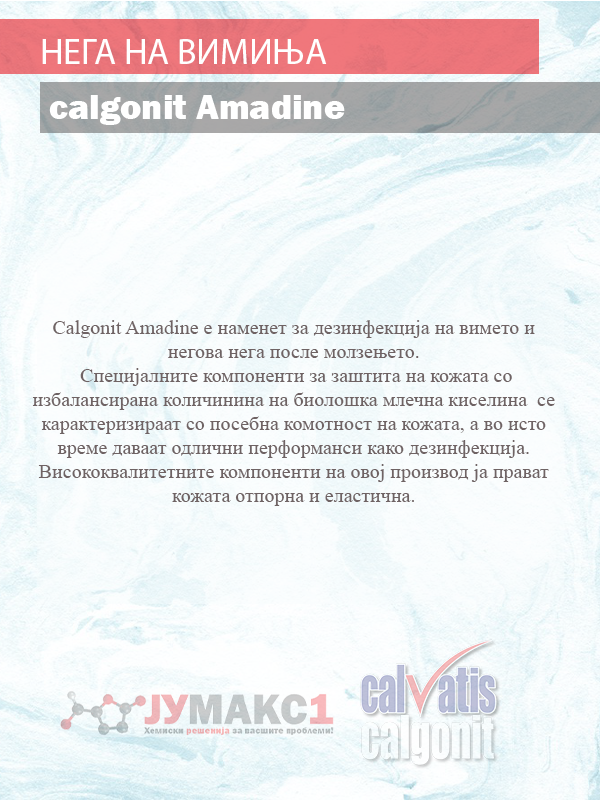 НЕГА НА ВИМИЊА
calgonit Amadine
Calgonit Amadine е наменет за дезинфекција на вимето и
негова нега после молзењето.
Специјалните компоненти за заштита на кожата со
избалансирана количинина на биолошка млечна киселина се
карактеризираат со посебна комотност на кожата, а во исто
време даваат одлични перформанси како дезинфекција.
Висококвалитетните компоненти на овој производ ја прават
кожата отпорна и еластична.
ЈУМАКС1
Хемиски решенија за васшите проблеми!
calvatis
calgonit